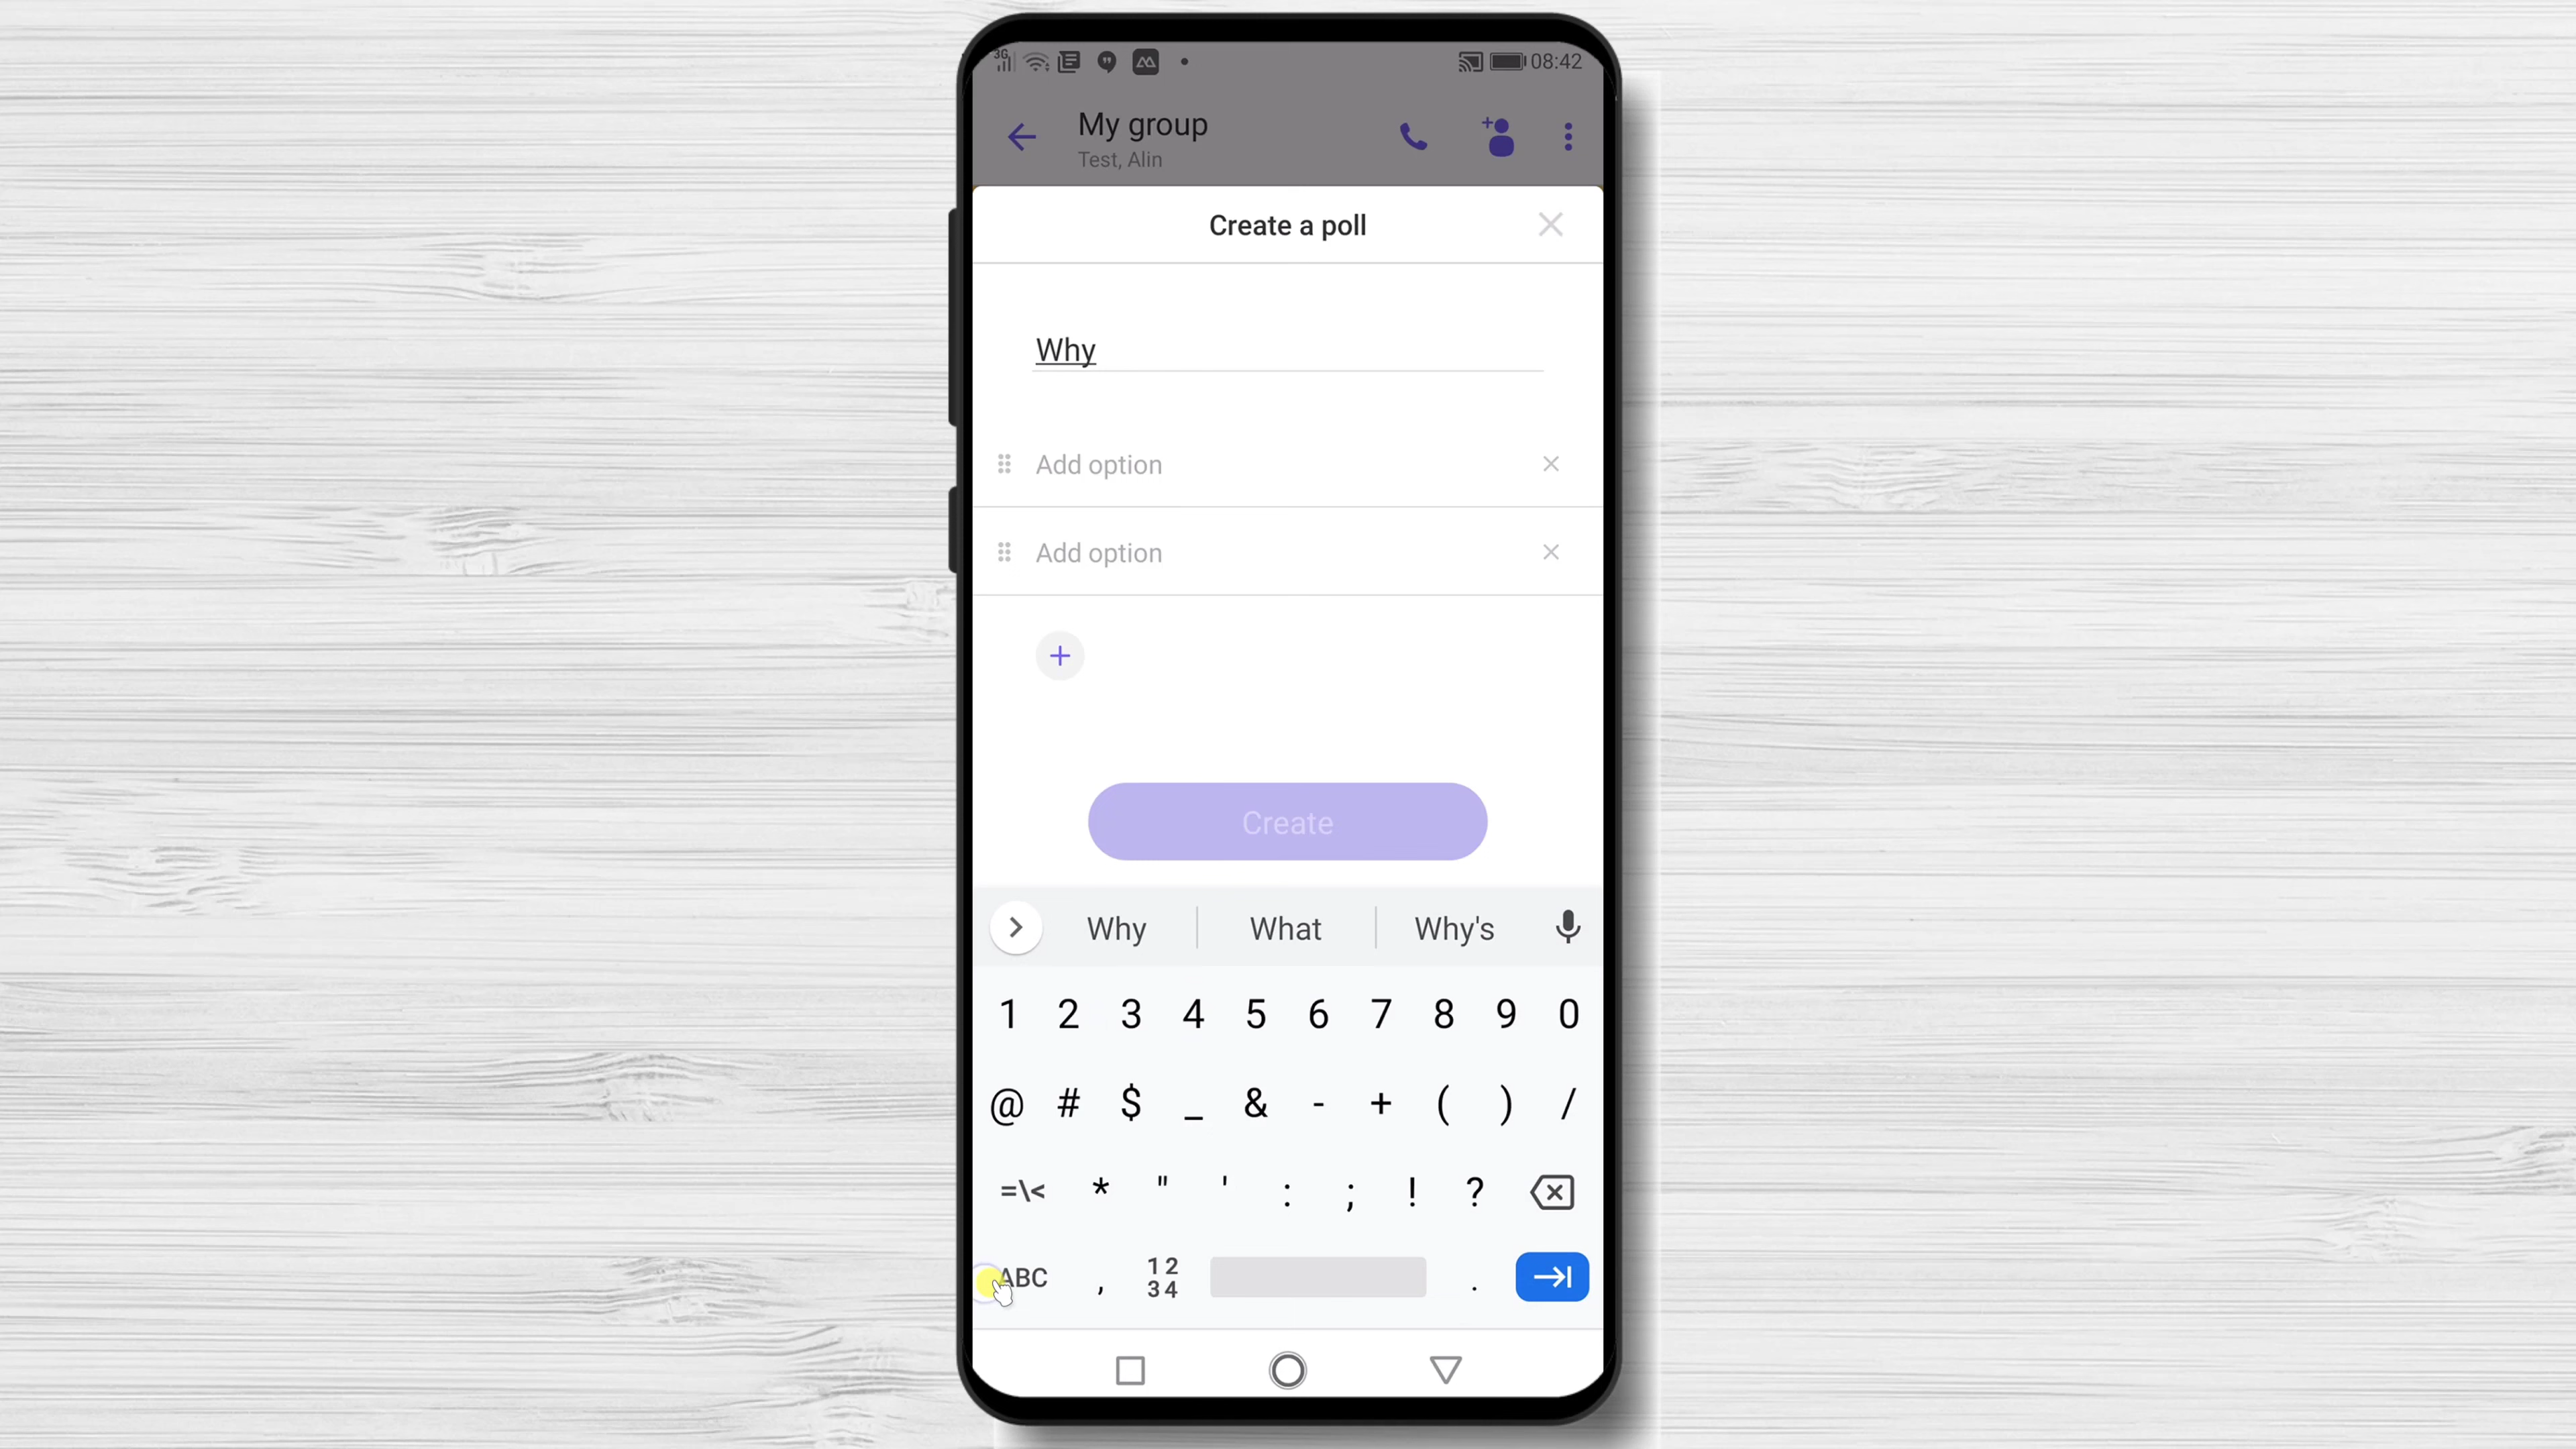 3G 08:42
My group
Test, Alin
Create a poll
Why
Add option
Add option
+
Create
Why What Why's
1 2 3 4 5 6 7 8 9 0
@ # $ _ & - + ( ) /
=\< * " ' : ; ! ?
ABC , 12 .
34